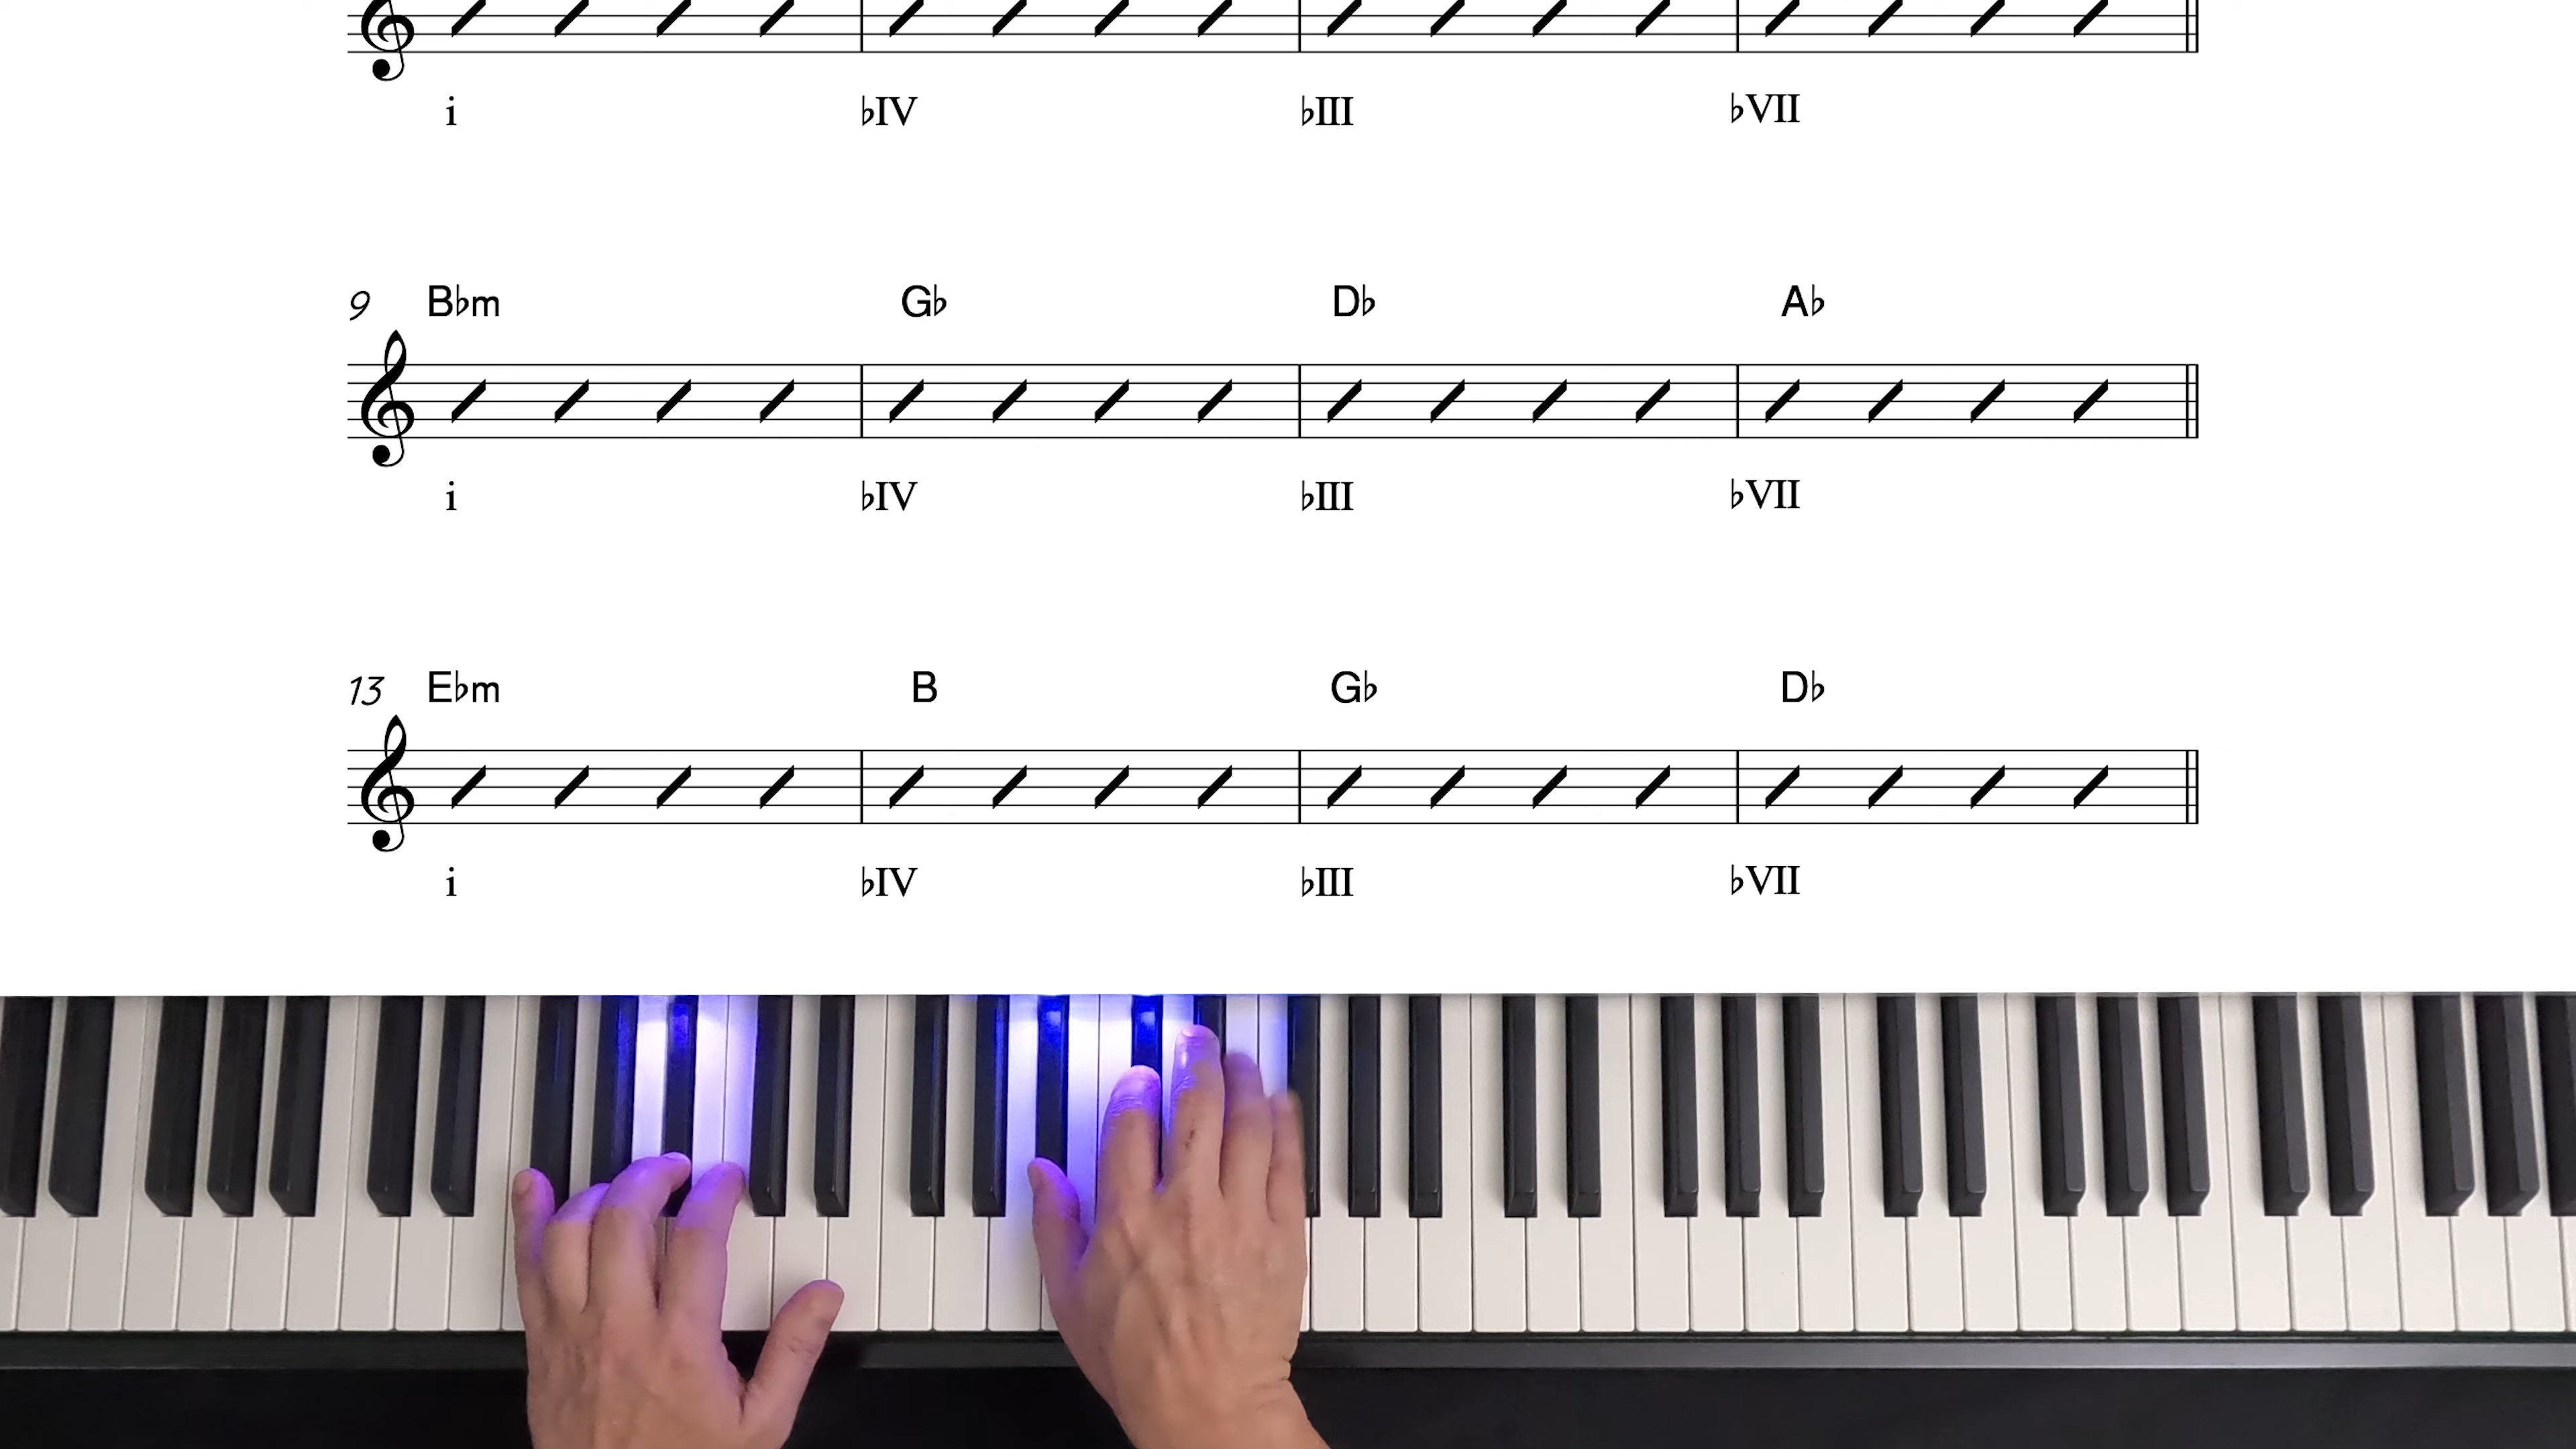 i ♭IV ♭III ♭VII
9 B♭m G♭ D♭ A♭
i ♭IV ♭III ♭VII
13 E♭m B G♭ D♭
i ♭IV ♭III ♭VII